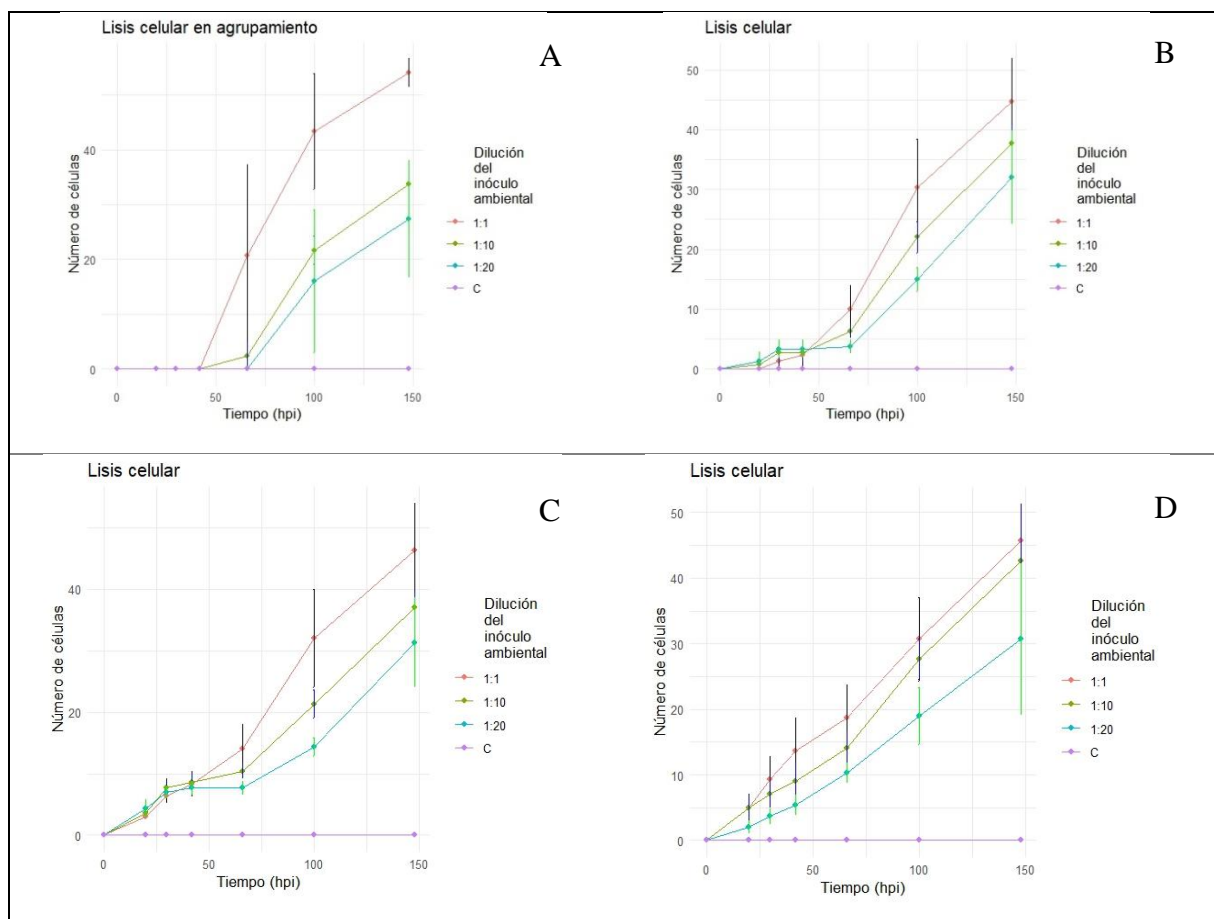 Lisis celular en agrupamiento
A
Número de células
40
20
0
0
50
100
150
Tiempo (hpi)
Dilución
del
inóculo
ambiental
1:1
1:10
1:20
C
Lisis celular
B
Número de células
50
40
30
20
10
0
0
50
100
150
Tiempo (hpi)
Dilución
del
inóculo
ambiental
1:1
1:10
1:20
C
Lisis celular
C
Número de células
40
20
0
0
50
100
150
Tiempo (hpi)
Dilución
del
inóculo
ambiental
1:1
1:10
1:20
C
Lisis celular
D
Número de células
50
40
30
20
10
0
0
50
100
150
Tiempo (hpi)
Dilución
del
inóculo
ambiental
1:1
1:10
1:20
C